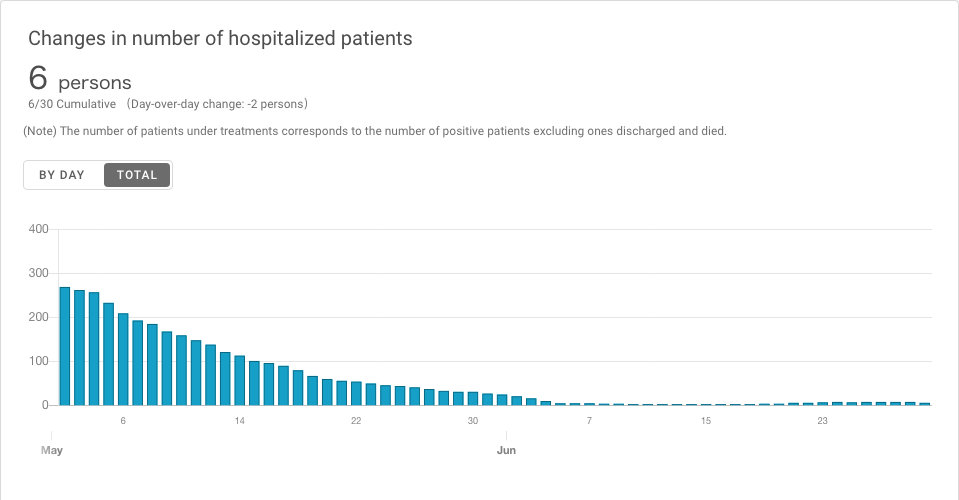 Changes in number of hospitalized patients
6 persons
6/30 Cumulative （Day-over-day change: -2 persons）
(Note) The number of patients under treatments corresponds to the number of positive patients excluding ones discharged and died.
BY DAY TOTAL
400
300
200
100
0
6 14 22 30 7 15 23
May Jun